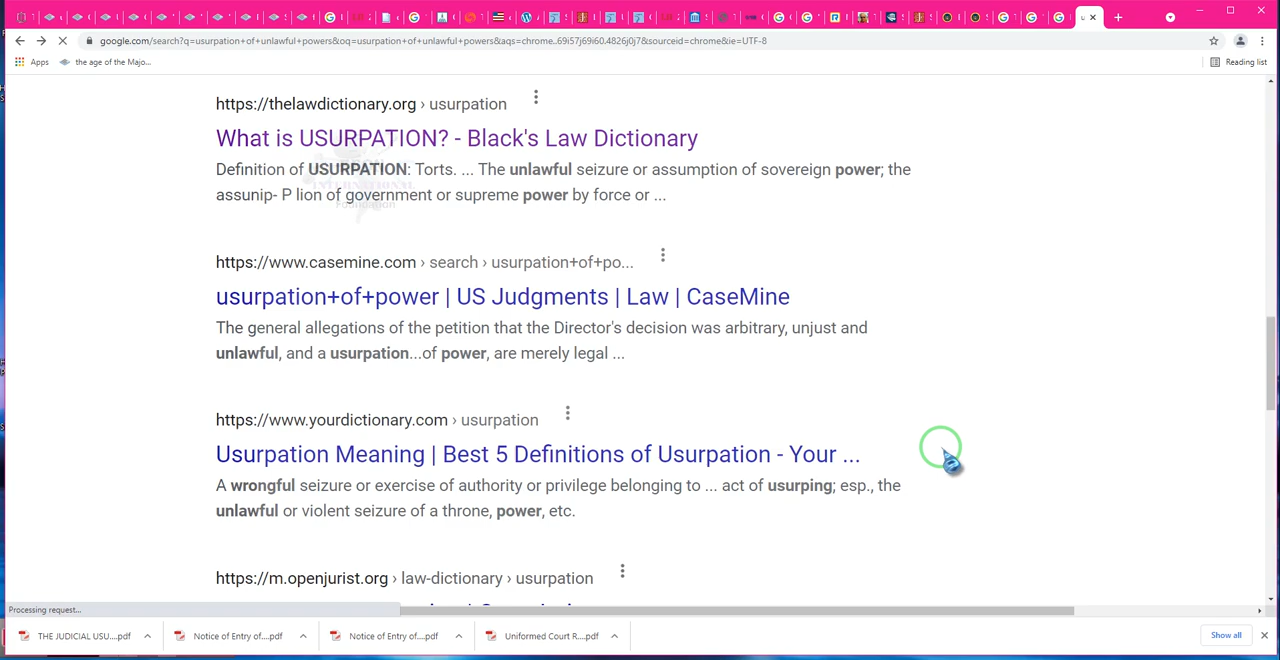 google.com/search?q=usurpation+of+unlawful+powers&oq=usurpation+of+unlawful+powers&aqs=chrome..69i57j69i60.4826j0j7&sourceid=chrome&ie=UTF-8
Apps the age of the Majo... Reading list
https://thelawdictionary.org › usurpation
What is USURPATION? - Black's Law Dictionary
Definition of USURPATION: Torts. ... The unlawful seizure or assumption of sovereign power; the
assunip- P lion of government or supreme power by force or ...
INTERNATIONAL
Foundation
https://www.casemine.com › search › usurpation+of+po...
usurpation+of+power | US Judgments | Law | CaseMine
The general allegations of the petition that the Director's decision was arbitrary, unjust and
unlawful, and a usurpation...of power, are merely legal ...
https://www.yourdictionary.com › usurpation
Usurpation Meaning | Best 5 Definitions of Usurpation - Your ...
A wrongful seizure or exercise of authority or privilege belonging to ... act of usurping; esp., the
unlawful or violent seizure of a throne, power, etc.
https://m.openjurist.org › law-dictionary › usurpation
Processing request...
THE JUDICIAL USU....pdf Notice of Entry of....pdf Notice of Entry of....pdf Uniformed Court R....pdf Show all